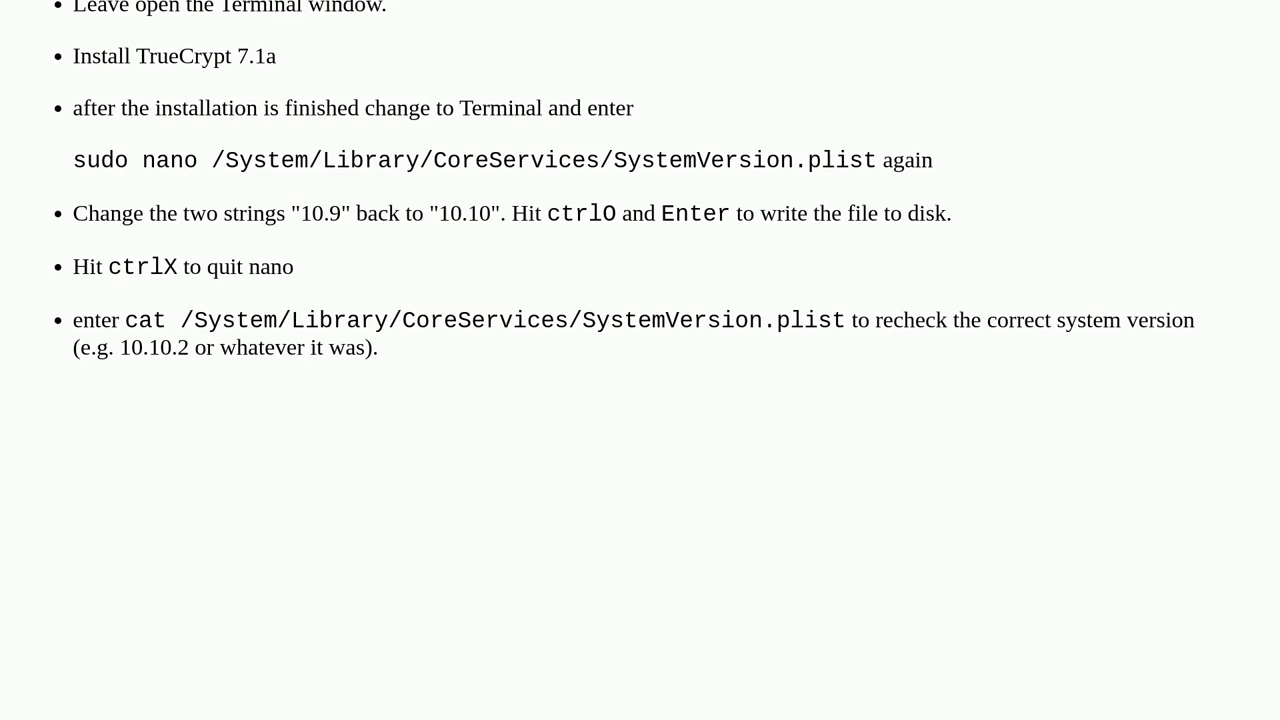 • Leave open the Terminal window.
• Install TrueCrypt 7.1a
• after the installation is finished change to Terminal and enter
sudo nano /System/Library/CoreServices/SystemVersion.plist again
• Change the two strings "10.9" back to "10.10". Hit ctrlO and Enter to write the file to disk.
• Hit ctrlX to quit nano
• enter cat /System/Library/CoreServices/SystemVersion.plist to recheck the correct system version
(e.g. 10.10.2 or whatever it was).